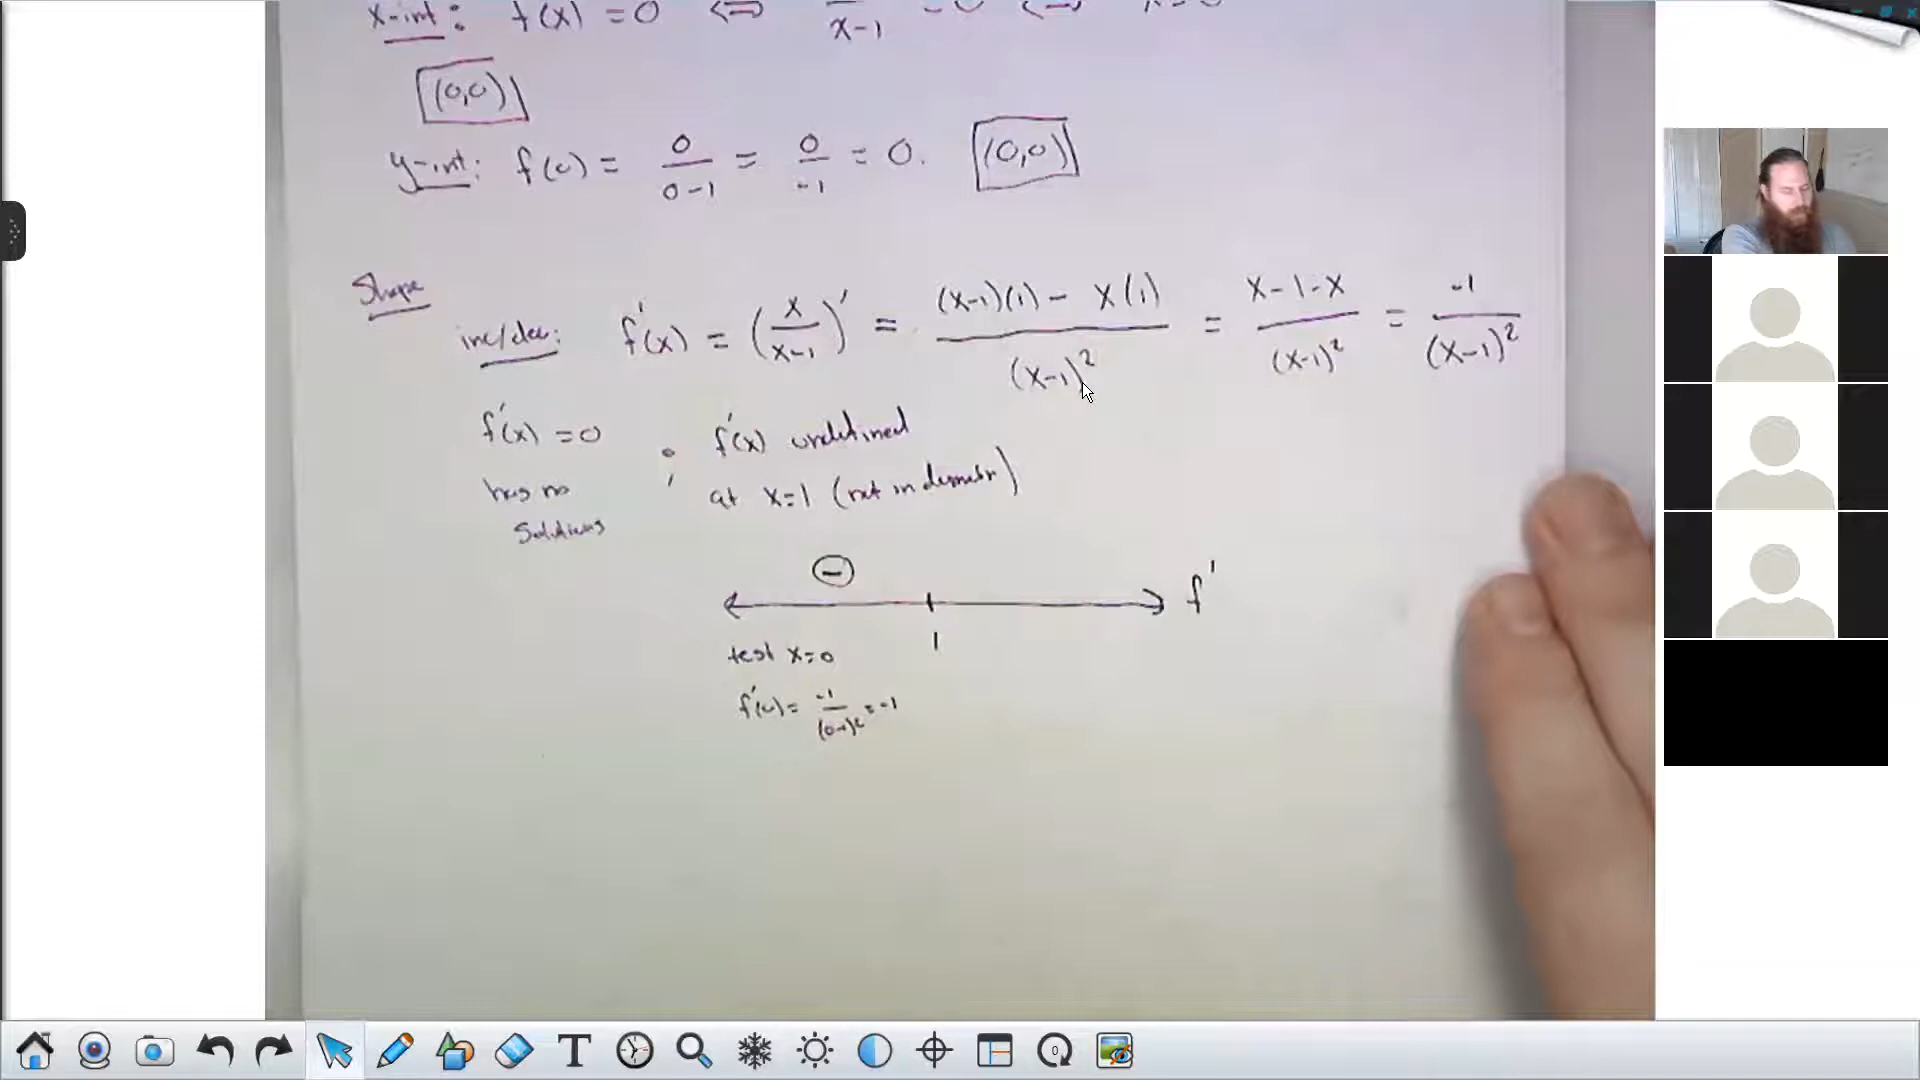 x-int: f(x) = 0 ⟺ x-1
(0,0)
y-int: f(0) = 0/(0-1) = 0/-1 = 0. (0,0)
Shape
inc/dec: f'(x) = (x/(x-1))' = ((x-1)(1) - x(1))/(x-1)² = (x-1-x)/(x-1)² = -1/(x-1)²
f'(x) = 0 ; f'(x) undefined
has no at x=1 (not in domain)
solutions
⊖
f'
1
test x=0
f'(0) = -1/(0-1)² = -1
T
0